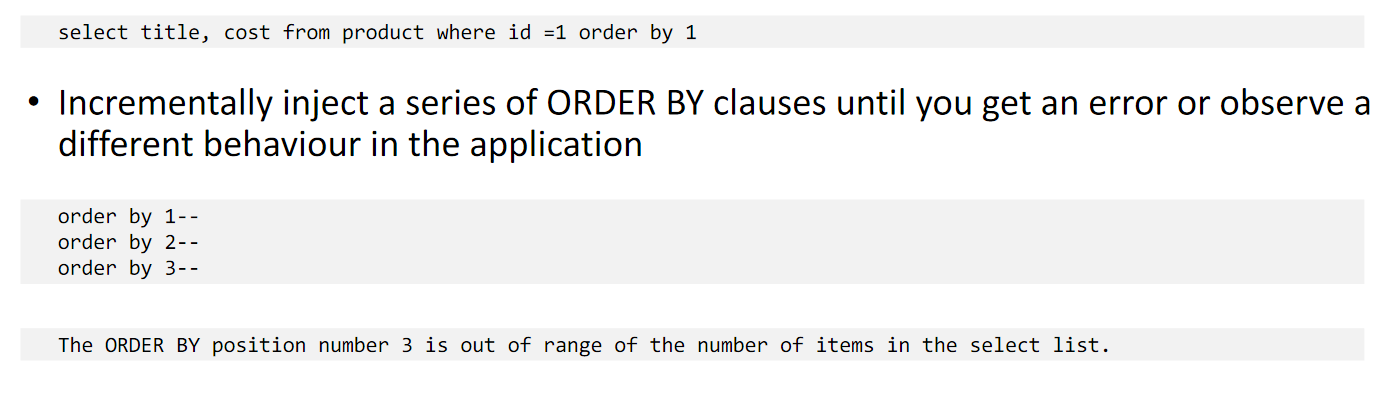 select title, cost from product where id =1 order by 1
• Incrementally inject a series of ORDER BY clauses until you get an error or observe a
different behaviour in the application
order by 1--
order by 2--
order by 3--
The ORDER BY position number 3 is out of range of the number of items in the select list.